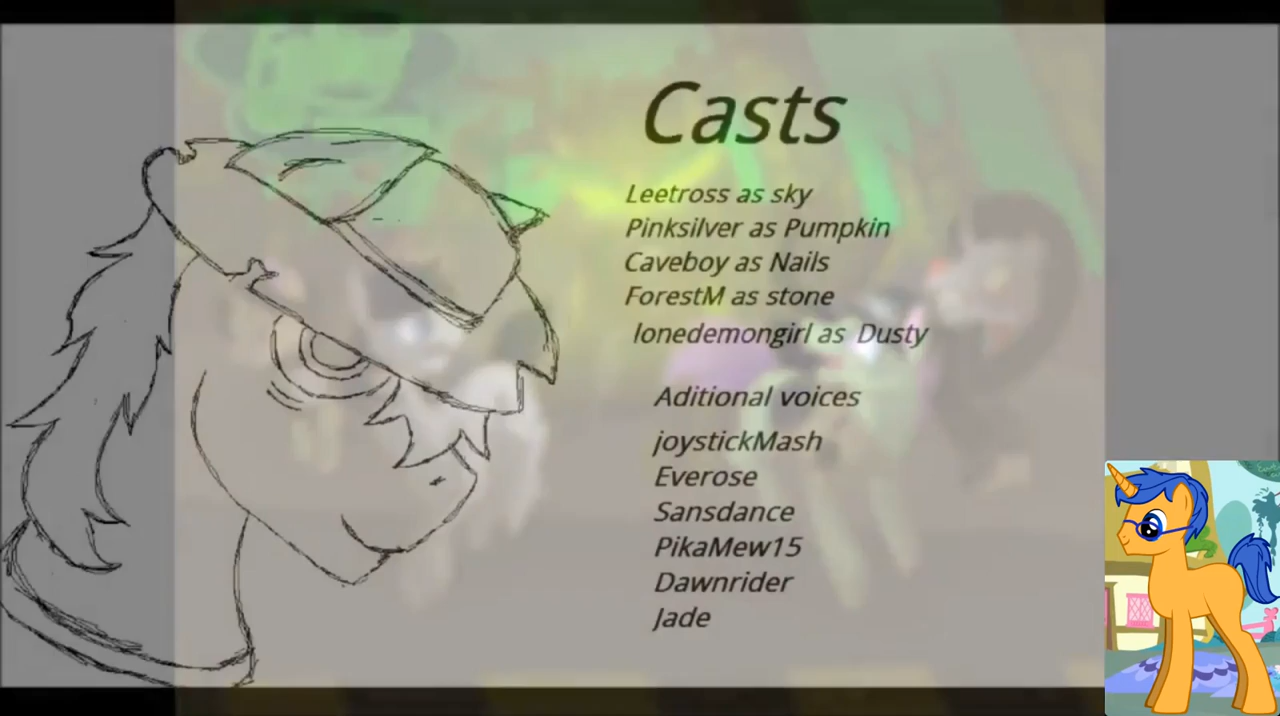 Casts
Leetross as sky
Pinksilver as Pumpkin
Caveboy as Nails
ForestM as stone
lonedemongirl as Dusty
Aditional voices
joystickMash
Everose
Sansdance
PikaMew15
Dawnrider
Jade